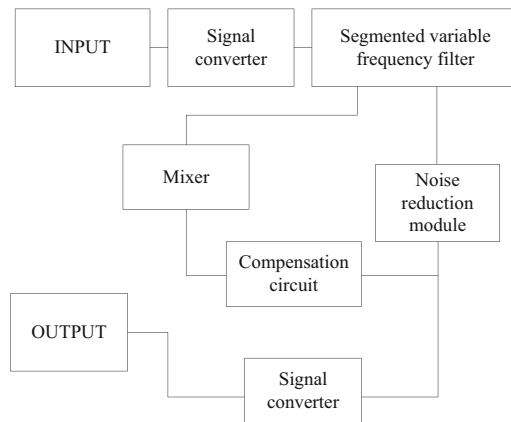 INPUT
Signal
converter
Segmented variable
frequency filter
Mixer
Noise
reduction
module
Compensation
circuit
OUTPUT
Signal
converter